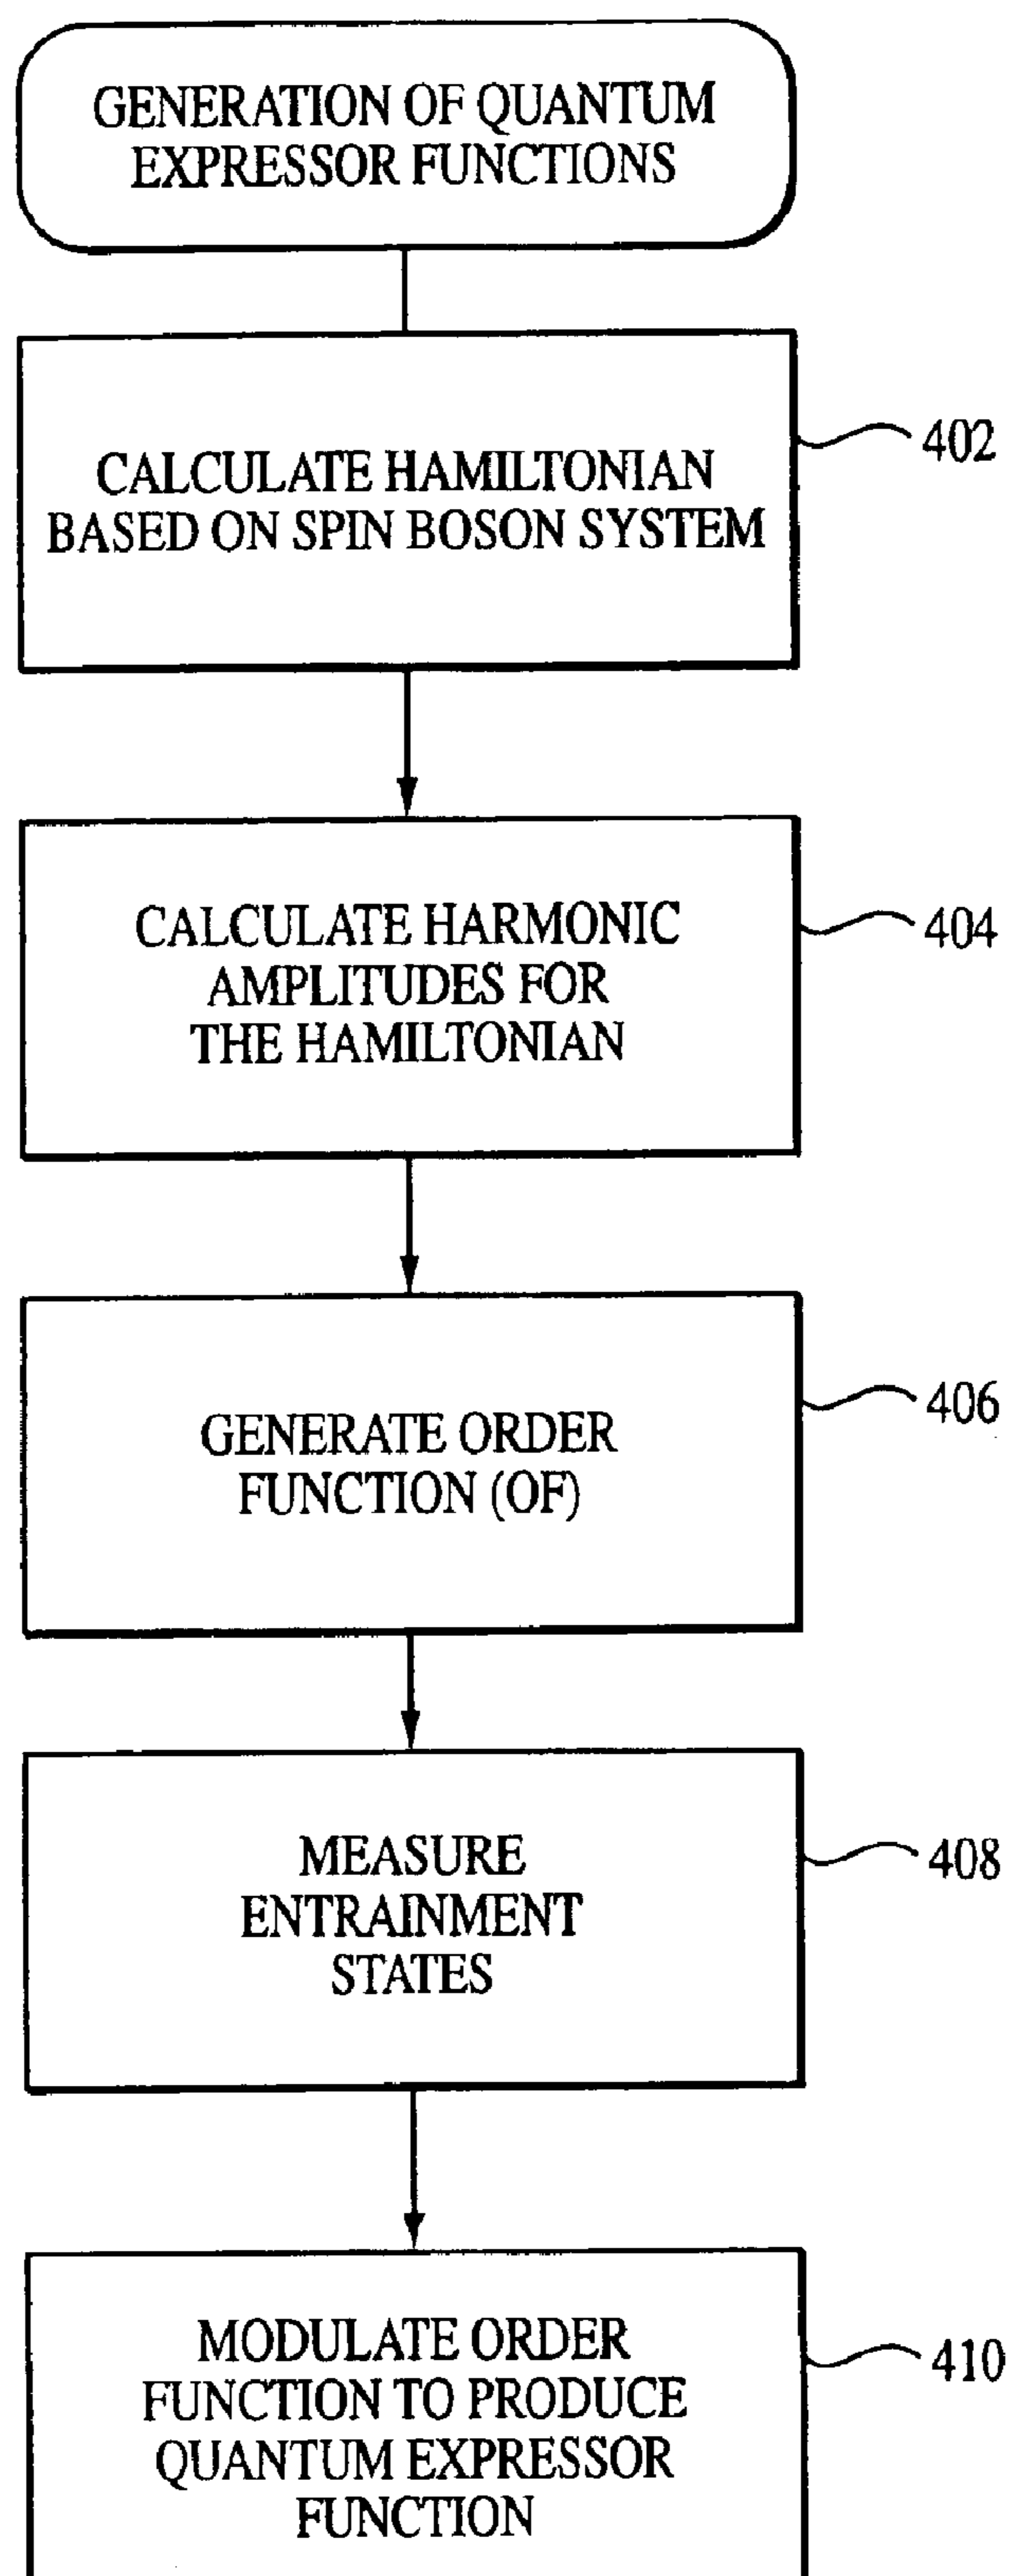 GENERATION OF QUANTUM
EXPRESSOR FUNCTIONS
CALCULATE HAMILTONIAN
BASED ON SPIN BOSON SYSTEM
402
CALCULATE HARMONIC
AMPLITUDES FOR
THE HAMILTONIAN
404
GENERATE ORDER
FUNCTION (OF)
406
MEASURE
ENTRAINMENT
STATES
408
MODULATE ORDER
FUNCTION TO PRODUCE
QUANTUM EXPRESSOR
FUNCTION
410